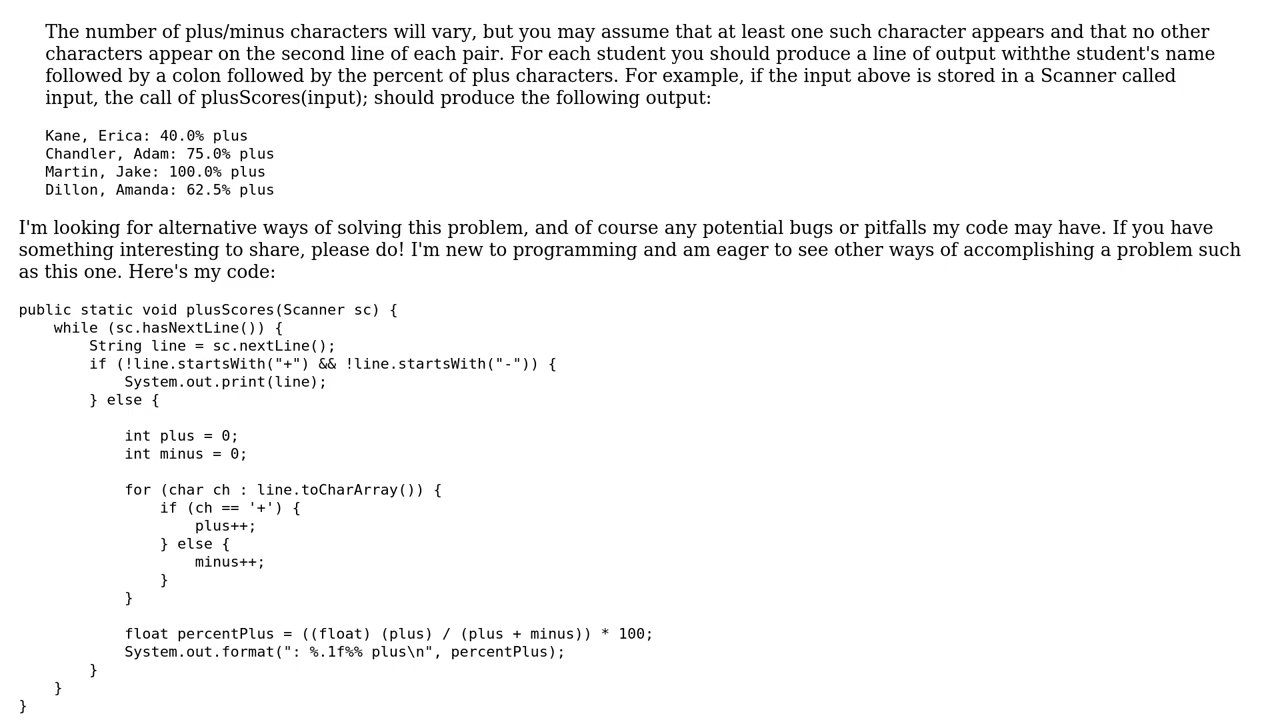 The number of plus/minus characters will vary, but you may assume that at least one such character appears and that no other
characters appear on the second line of each pair. For each student you should produce a line of output withthe student's name
followed by a colon followed by the percent of plus characters. For example, if the input above is stored in a Scanner called
input, the call of plusScores(input); should produce the following output:
Kane, Erica: 40.0% plus
Chandler, Adam: 75.0% plus
Martin, Jake: 100.0% plus
Dillon, Amanda: 62.5% plus
I'm looking for alternative ways of solving this problem, and of course any potential bugs or pitfalls my code may have. If you have
something interesting to share, please do! I'm new to programming and am eager to see other ways of accomplishing a problem such
as this one. Here's my code:
public static void plusScores(Scanner sc) {
    while (sc.hasNextLine()) {
        String line = sc.nextLine();
        if (!line.startsWith("+") && !line.startsWith("-")) {
            System.out.print(line);
        } else {
            int plus = 0;
            int minus = 0;
            for (char ch : line.toCharArray()) {
                if (ch == '+') {
                    plus++;
                } else {
                    minus++;
                }
            }
            float percentPlus = ((float) (plus) / (plus + minus)) * 100;
            System.out.format(": %.1f%% plus\n", percentPlus);
        }
    }
}